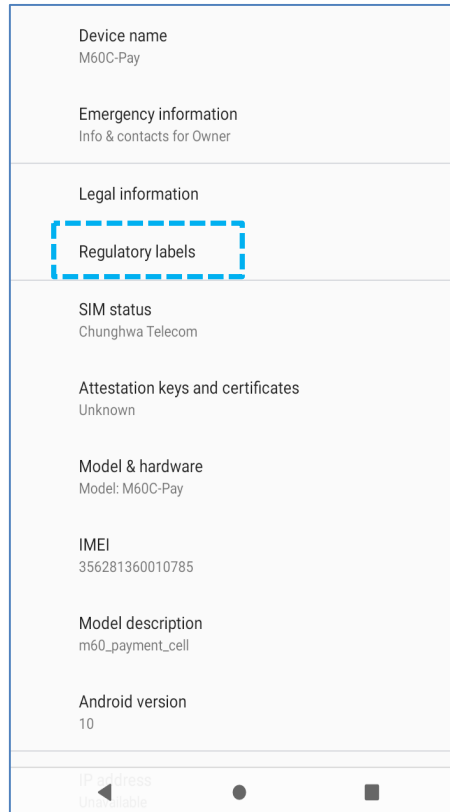 Device name
M60C-Pay
Emergency information
Info & contacts for Owner
Legal information
Regulatory labels
SIM status
Chunghwa Telecom
Attestation keys and certificates
Unknown
Model & hardware
Model: M60C-Pay
IMEI
356281360010785
Model description
m60_payment_cell
Android version
10
IP address
Unavailable